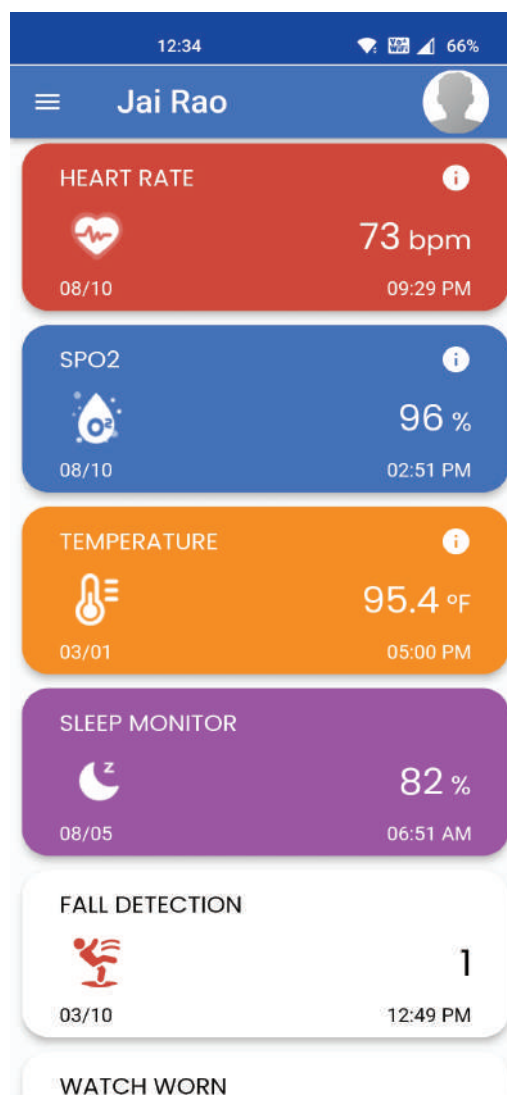 12:34 66%
Jai Rao
HEART RATE
73 bpm
08/10 09:29 PM
SPO2
O2
96 %
08/10 02:51 PM
TEMPERATURE
95.4 ºF
03/01 05:00 PM
SLEEP MONITOR
z
82 %
08/05 06:51 AM
FALL DETECTION
1
03/10 12:49 PM
WATCH WORN